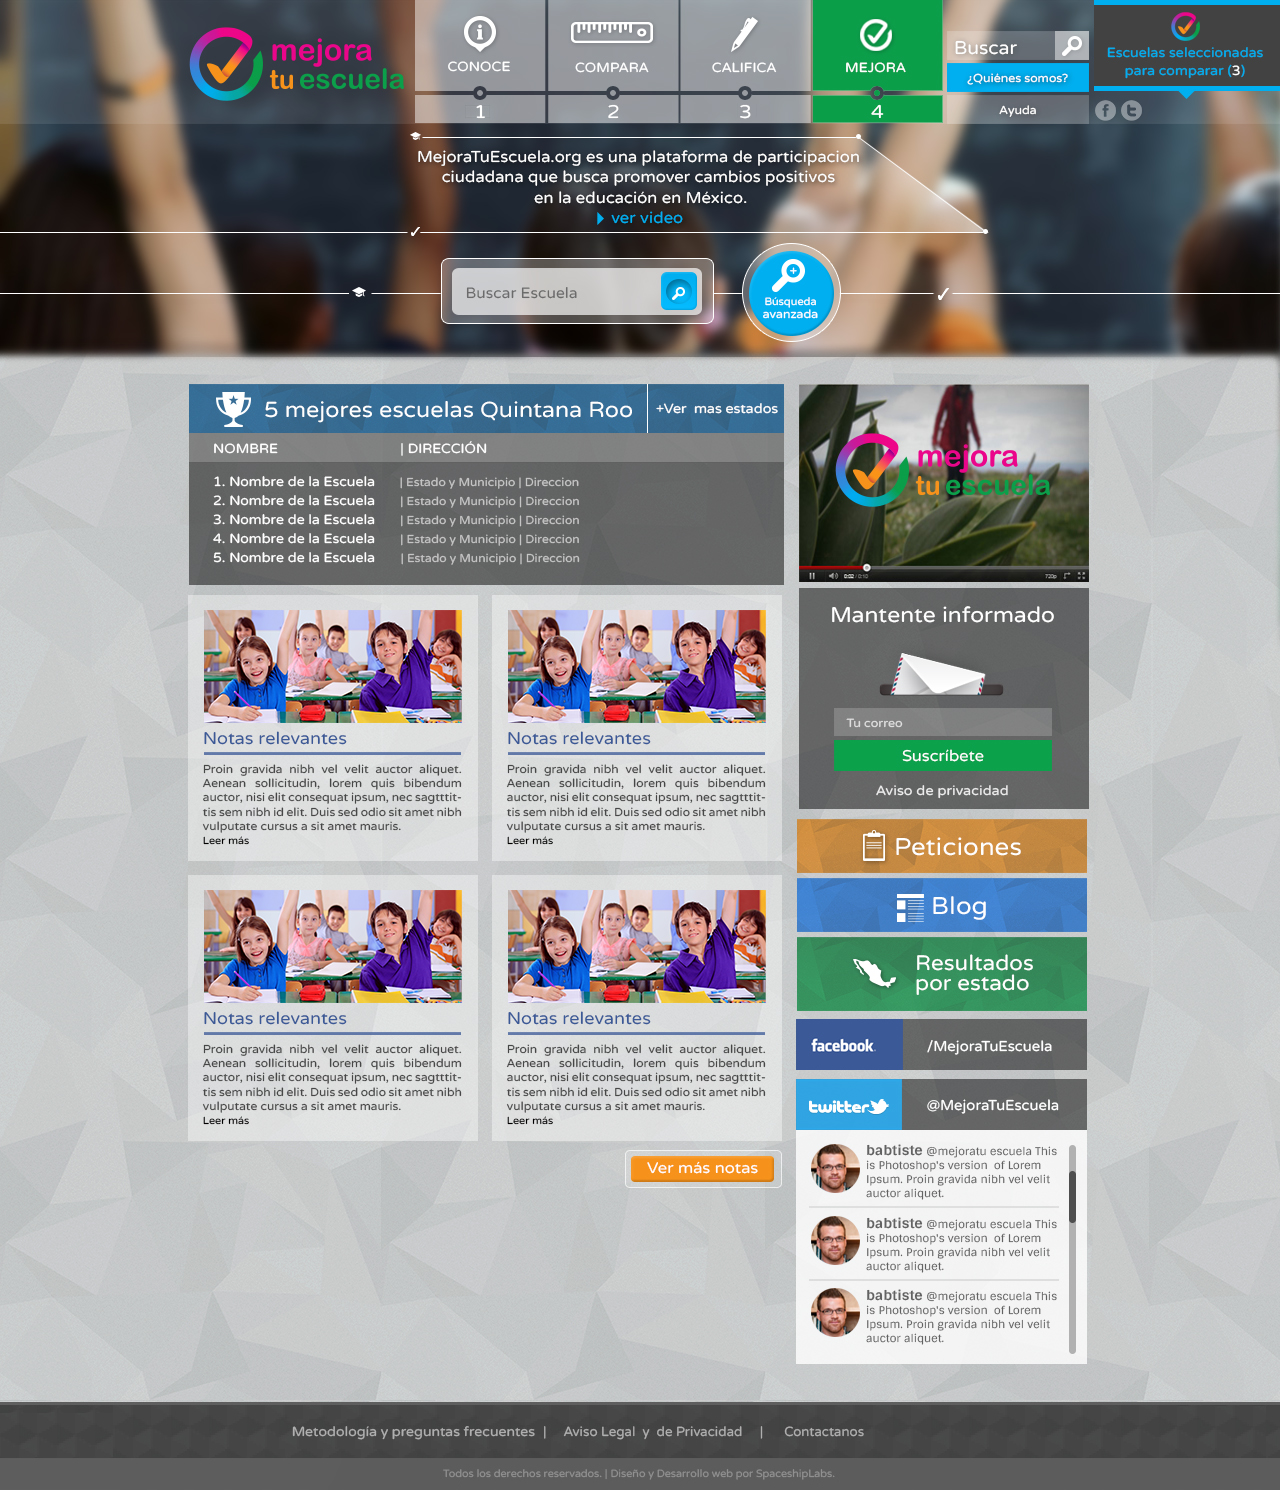 mejora
tu escuela
CONOCE
1
COMPARA
2
CALIFICA
3
MEJORA
4
Buscar
¿Quiénes somos?
Ayuda
Escuelas seleccionadas
para comparar (3)
MejoraTuEscuela.org es una plataforma de participacion
ciudadana que busca promover cambios positivos
en la educación en México.
ver video
Buscar Escuela
Búsqueda
avanzada
5 mejores escuelas Quintana Roo
+Ver mas estados
NOMBRE | DIRECCIÓN
1. Nombre de la Escuela | Estado y Municipio | Direccion
2. Nombre de la Escuela | Estado y Municipio | Direccion
3. Nombre de la Escuela | Estado y Municipio | Direccion
4. Nombre de la Escuela | Estado y Municipio | Direccion
5. Nombre de la Escuela | Estado y Municipio | Direccion
mejora
tu escuela
0:02 / 0:10
720p
Notas relevantes
Proin gravida nibh vel velit auctor aliquet.
Aenean sollicitudin, lorem quis bibendum
auctor, nisi elit consequat ipsum, nec sagtttit-
tis sem nibh id elit. Duis sed odio sit amet nibh
vulputate cursus a sit amet mauris.
Leer más
Notas relevantes
Proin gravida nibh vel velit auctor aliquet.
Aenean sollicitudin, lorem quis bibendum
auctor, nisi elit consequat ipsum, nec sagtttit-
tis sem nibh id elit. Duis sed odio sit amet nibh
vulputate cursus a sit amet mauris.
Leer más
Notas relevantes
Proin gravida nibh vel velit auctor aliquet.
Aenean sollicitudin, lorem quis bibendum
auctor, nisi elit consequat ipsum, nec sagtttit-
tis sem nibh id elit. Duis sed odio sit amet nibh
vulputate cursus a sit amet mauris.
Leer más
Notas relevantes
Proin gravida nibh vel velit auctor aliquet.
Aenean sollicitudin, lorem quis bibendum
auctor, nisi elit consequat ipsum, nec sagtttit-
tis sem nibh id elit. Duis sed odio sit amet nibh
vulputate cursus a sit amet mauris.
Leer más
Ver más notas
Mantente informado
Tu correo
Suscríbete
Aviso de privacidad
Peticiones
Blog
Resultados
por estado
facebook.
/MejoraTuEscuela
twitter
@MejoraTuEscuela
babtiste @mejoratu escuela This
is Photoshop's version of Lorem
Ipsum. Proin gravida nibh vel velit
auctor aliquet.
babtiste @mejoratu escuela This
is Photoshop's version of Lorem
Ipsum. Proin gravida nibh vel velit
auctor aliquet.
babtiste @mejoratu escuela This
is Photoshop's version of Lorem
Ipsum. Proin gravida nibh vel velit
auctor aliquet.
Metodología y preguntas frecuentes | Aviso Legal y de Privacidad | Contactanos
Todos los derechos reservados. | Diseño y Desarrollo web por SpaceshipLabs.